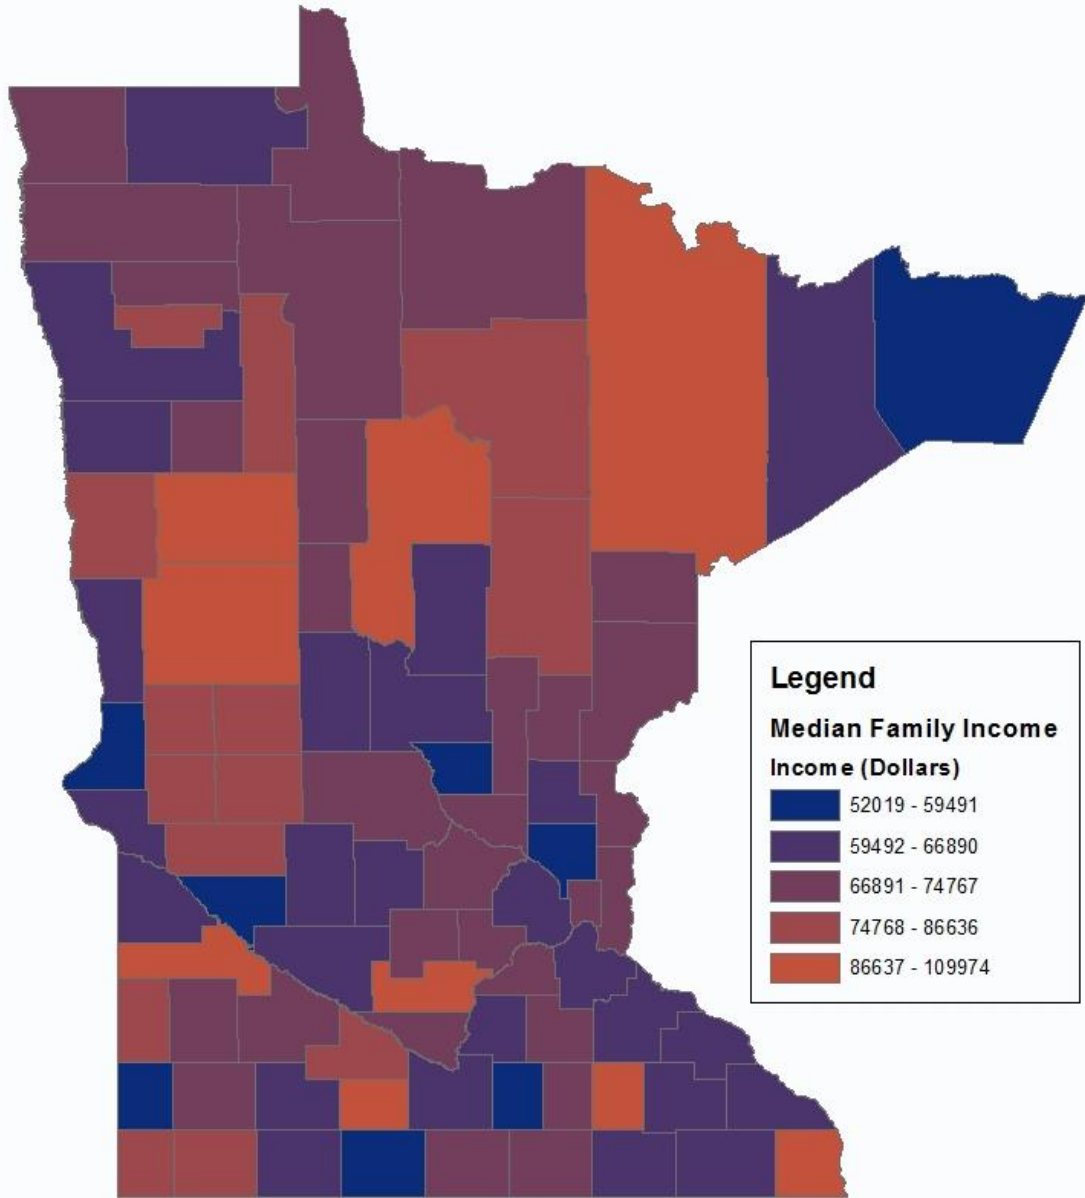 Legend
Median Family Income
Income (Dollars)
52019 - 59491
59492 - 66890
66891 - 74767
74768 - 86636
86637 - 109974